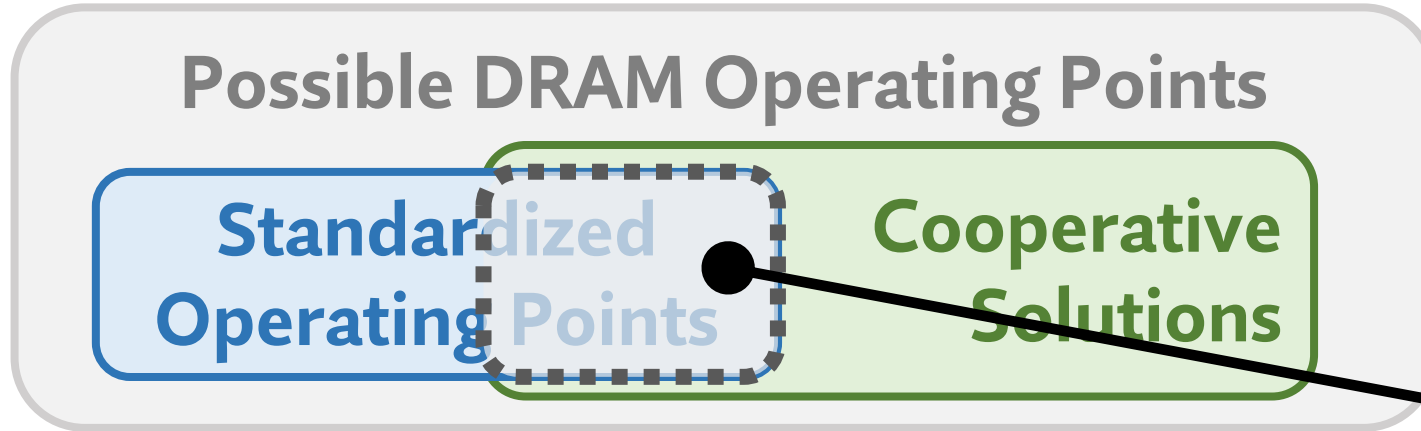 Possible DRAM Operating Points
Standardized
Operating Points
Cooperative
Solutions